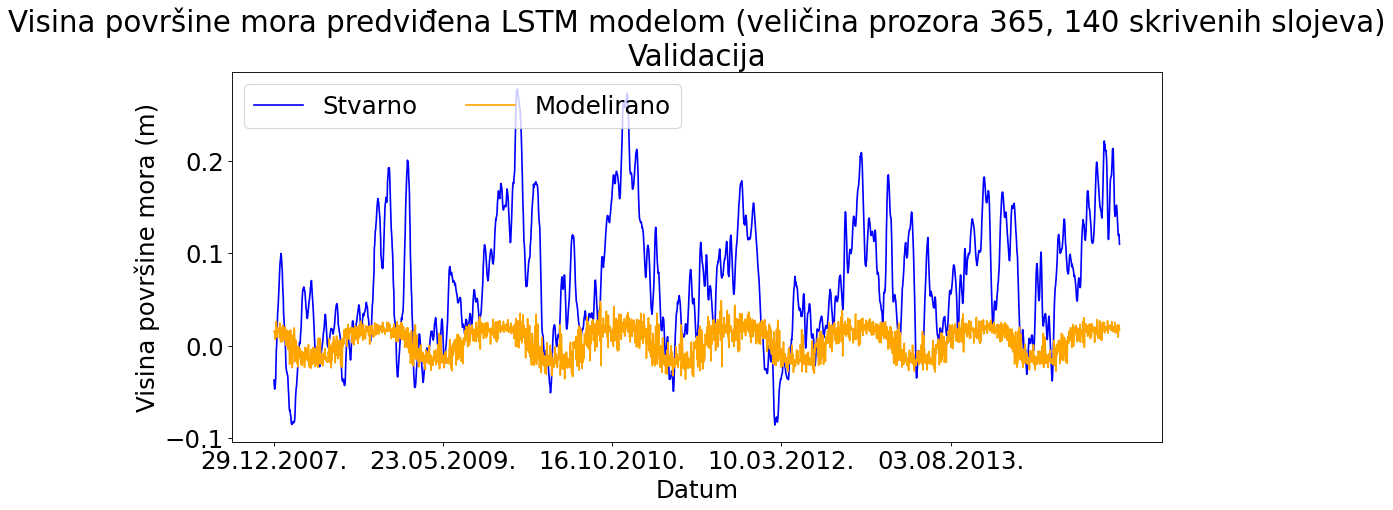 Visina površine mora predviđena LSTM modelom (veličina prozora 365, 140 skrivenih slojeva)
Validacija
Stvarno Modelirano
Visina površine mora (m)
0.2
0.1
0.0
−0.1
29.12.2007. 23.05.2009. 16.10.2010. 10.03.2012. 03.08.2013.
Datum